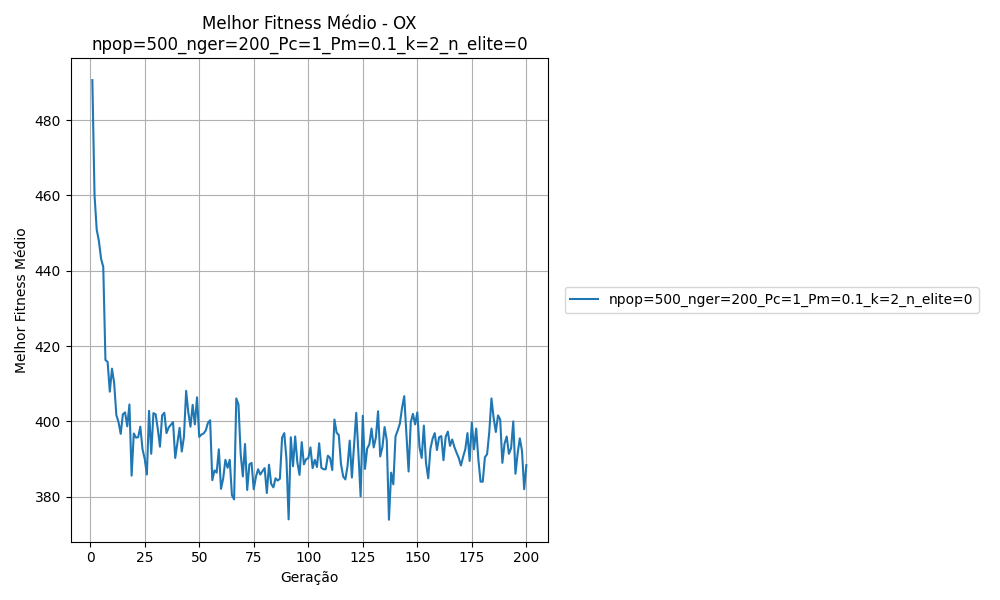 Melhor Fitness Médio - OX
npop=500_nger=200_Pc=1_Pm=0.1_k=2_n_elite=0
Melhor Fitness Médio
480
460
440
420
400
380
0 25 50 75 100 125 150 175 200
Geração
npop=500_nger=200_Pc=1_Pm=0.1_k=2_n_elite=0